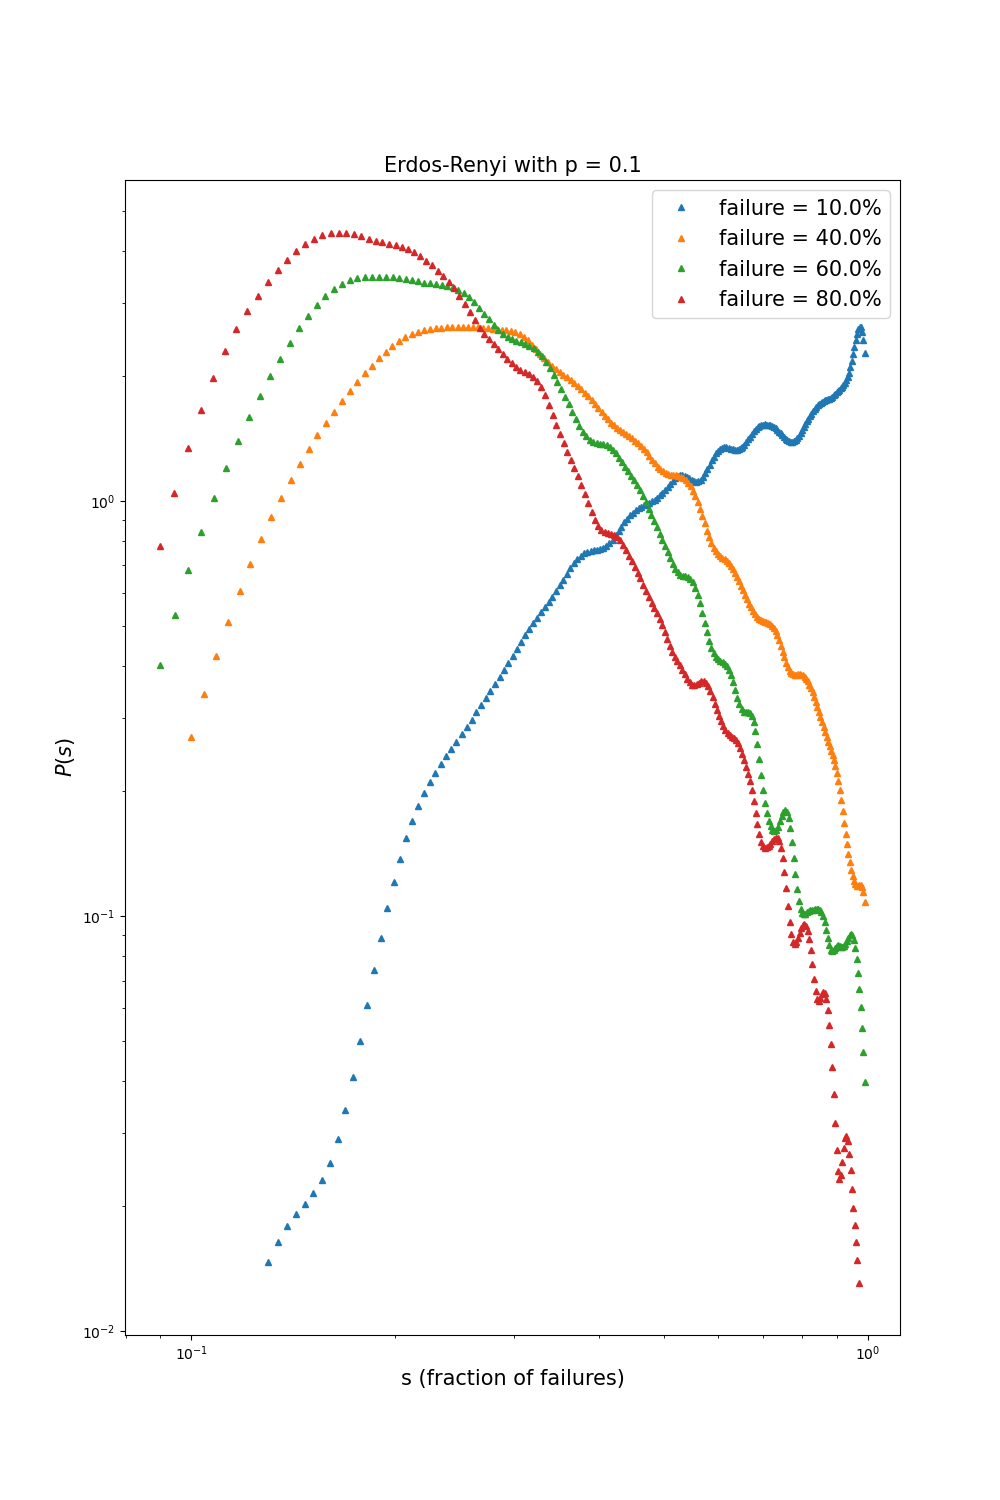 Erdos-Renyi with p = 0.1
failure = 10.0%
failure = 40.0%
failure = 60.0%
failure = 80.0%
P(s)
10⁰
10⁻¹
10⁻²
10⁻¹
10⁰
s (fraction of failures)